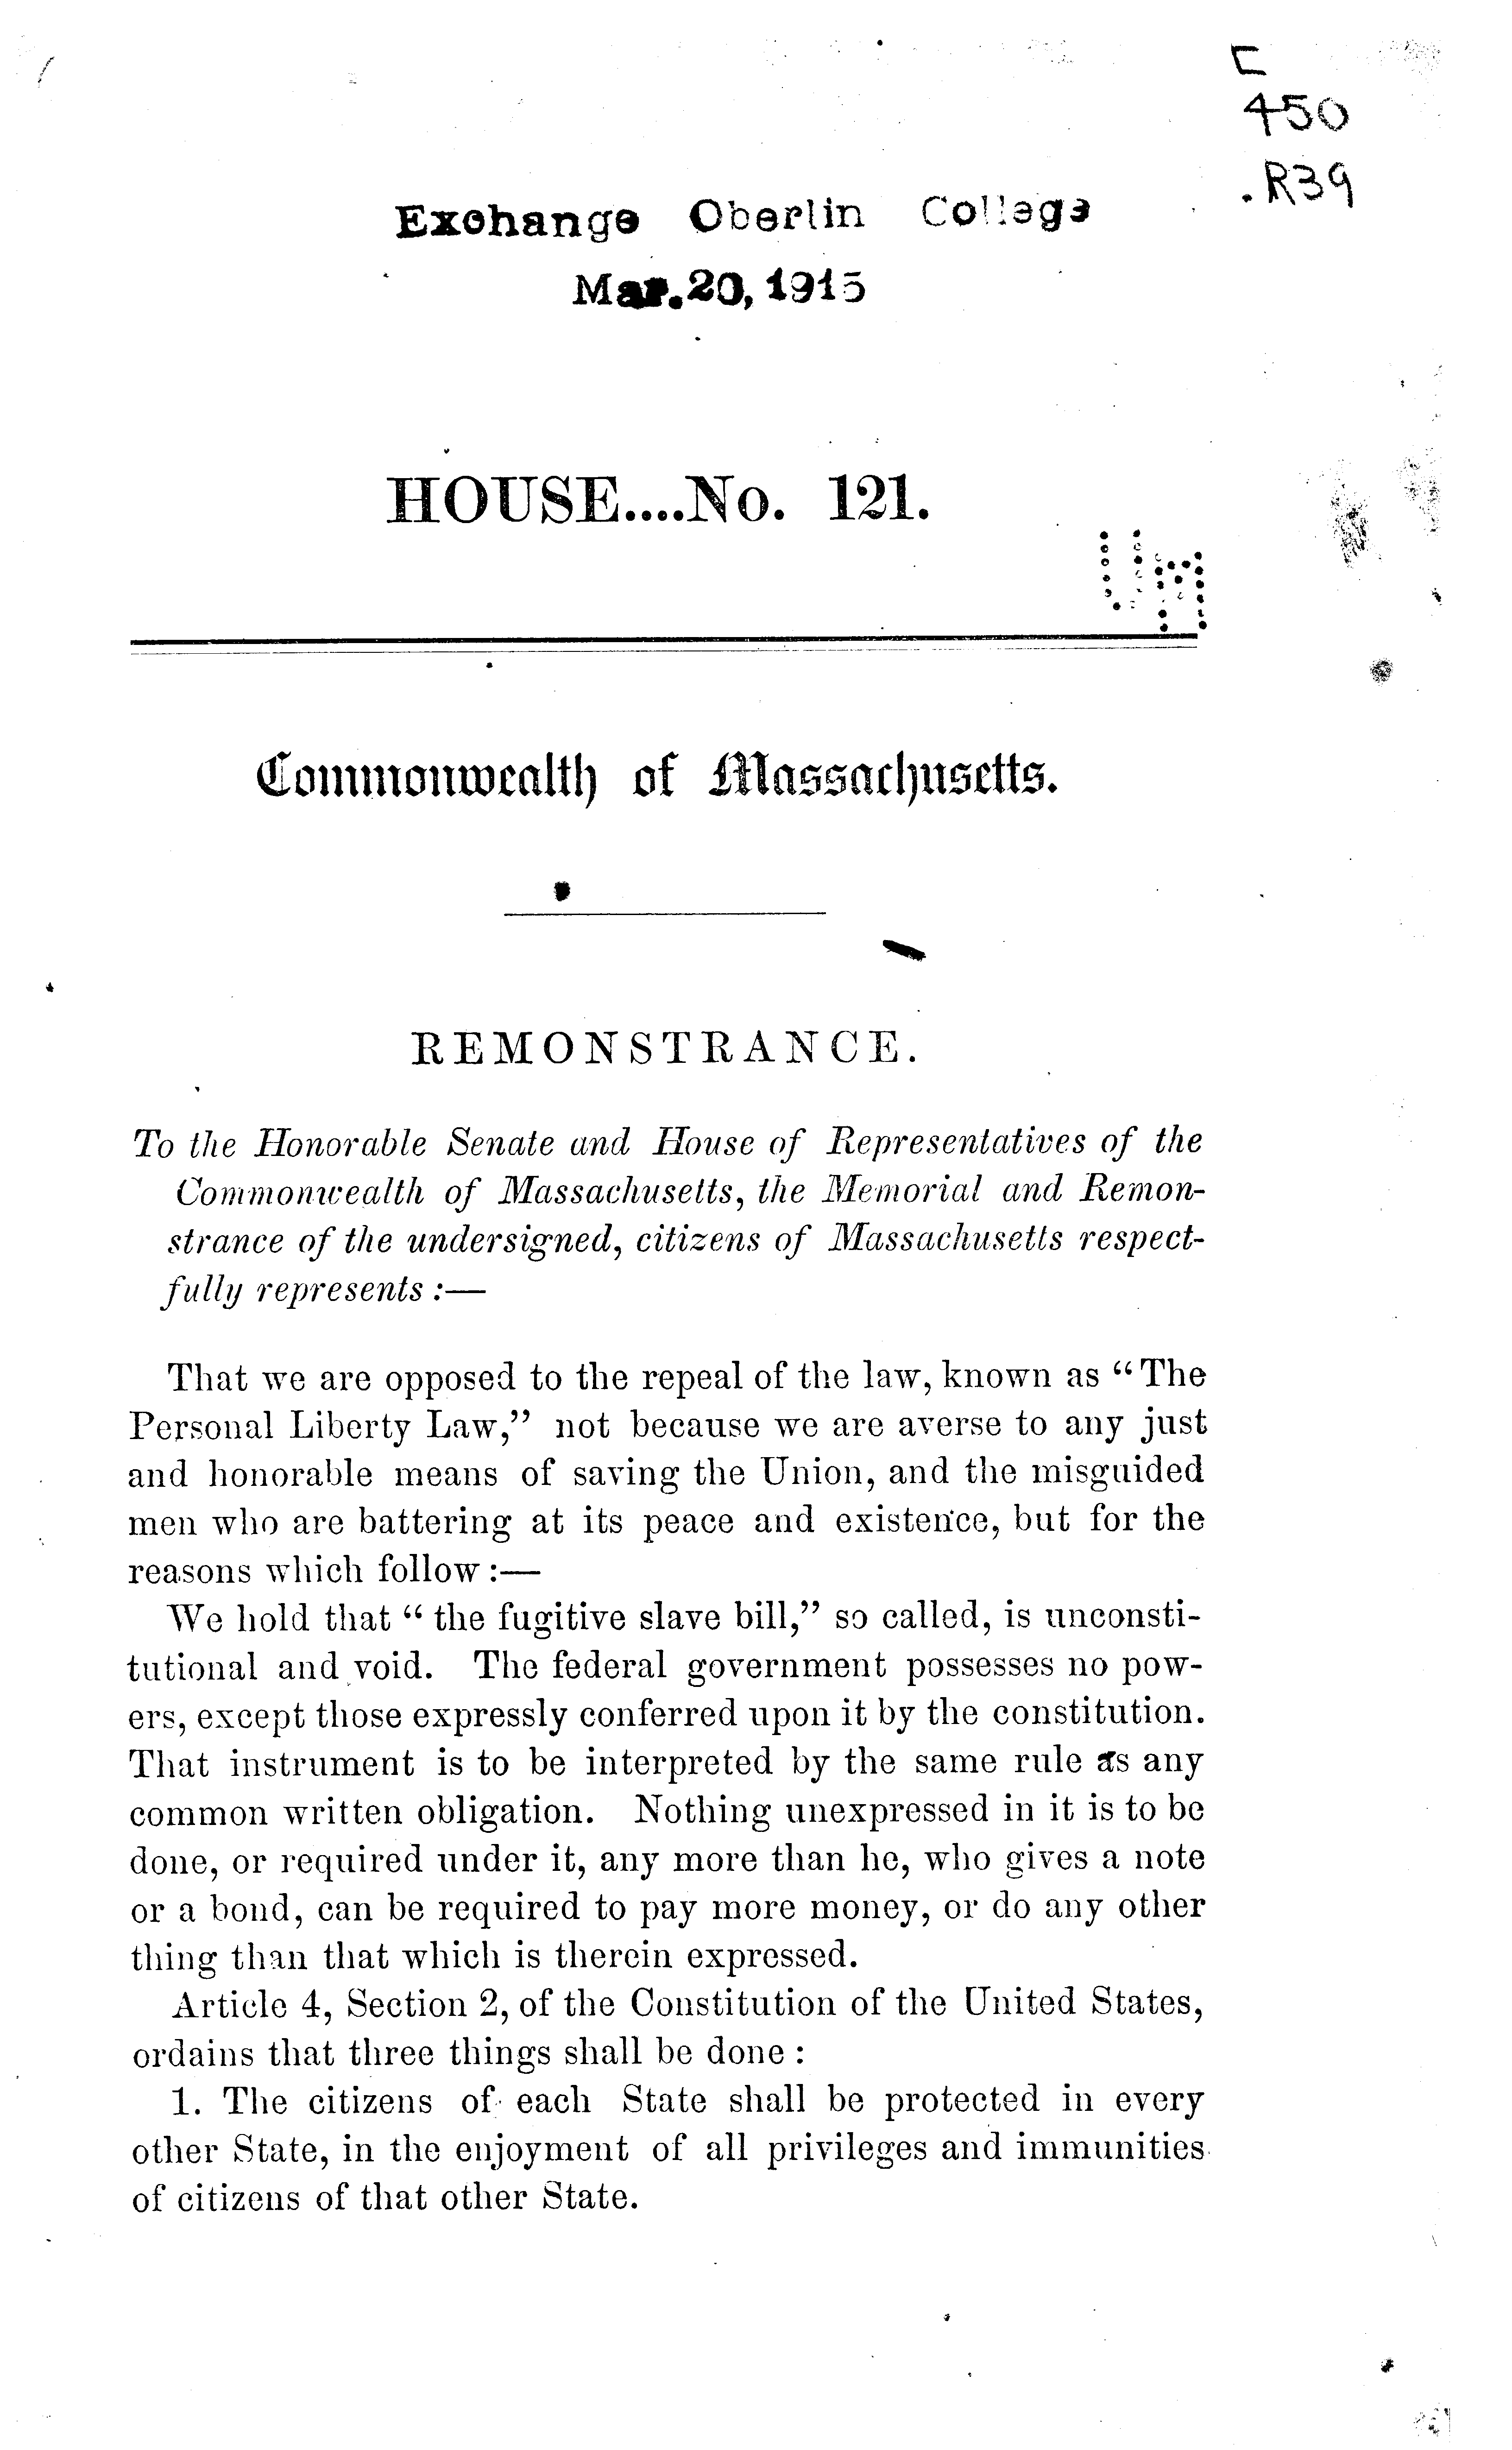 E
450
.R39
Exchange Oberlin College
Mar. 20, 1915
HOUSE....No. 121.
UM
Commonwealth of Massachusetts.
REMONSTRANCE.
To the Honorable Senate and House of Representatives of the
Commonwealth of Massachusetts, the Memorial and Remon-
strance of the undersigned, citizens of Massachusetts respect-
fully represents :—
That we are opposed to the repeal of the law, known as “The
Personal Liberty Law,” not because we are averse to any just
and honorable means of saving the Union, and the misguided
men who are battering at its peace and existence, but for the
reasons which follow :—
We hold that “ the fugitive slave bill,” so called, is unconsti-
tutional and void. The federal government possesses no pow-
ers, except those expressly conferred upon it by the constitution.
That instrument is to be interpreted by the same rule as any
common written obligation. Nothing unexpressed in it is to be
done, or required under it, any more than he, who gives a note
or a bond, can be required to pay more money, or do any other
thing than that which is therein expressed.
Article 4, Section 2, of the Constitution of the United States,
ordains that three things shall be done :
1. The citizens of each State shall be protected in every
other State, in the enjoyment of all privileges and immunities
of citizens of that other State.